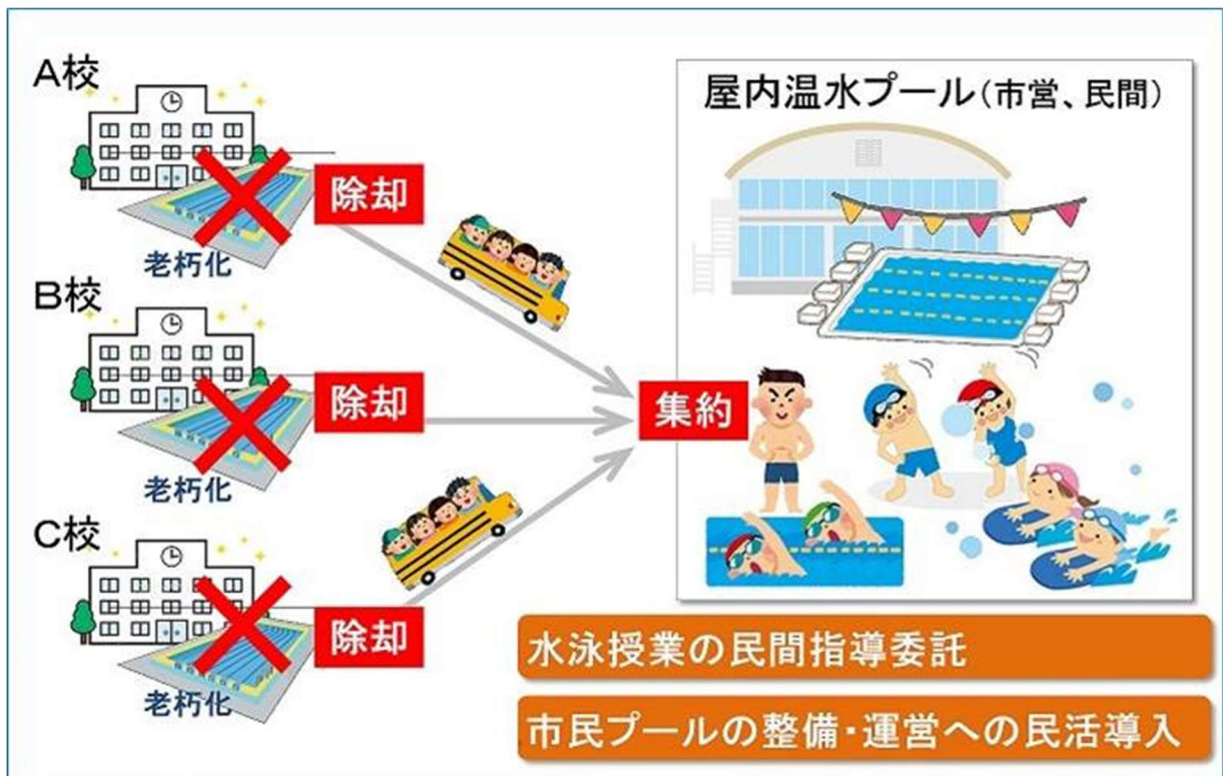 A校
除却
老朽化
B校
除却
老朽化
C校
除却
老朽化
集約
屋内温水プール（市営、民間）
水泳授業の民間指導委託
市民プールの整備・運営への民活導入